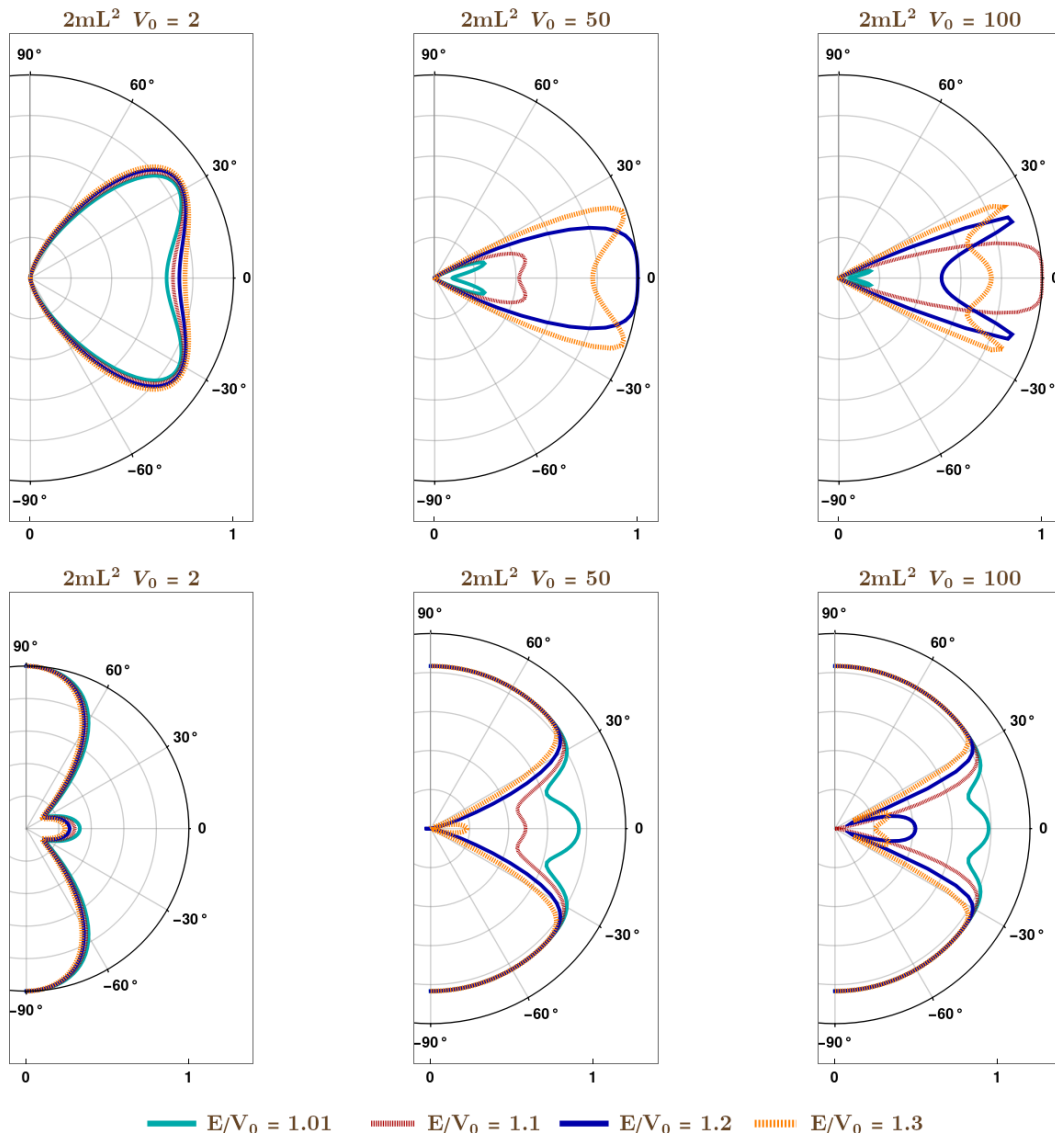 2mL² V₀ = 2 2mL² V₀ = 50 2mL² V₀ = 100
90° 90° 90°
60° 60° 60°
30° 30° 30°
0 0 0
−30° −30° −30°
−60° −60° −60°
−90° −90° −90°
0 1 0 1 0 1
2mL² V₀ = 2 2mL² V₀ = 50 2mL² V₀ = 100
90° 90° 90°
60° 60° 60°
30° 30° 30°
0 0 0
−30° −30° −30°
−60° −60° −60°
−90° −90° −90°
0 1 0 1 0 1
E/V₀ = 1.01 E/V₀ = 1.1 E/V₀ = 1.2 E/V₀ = 1.3